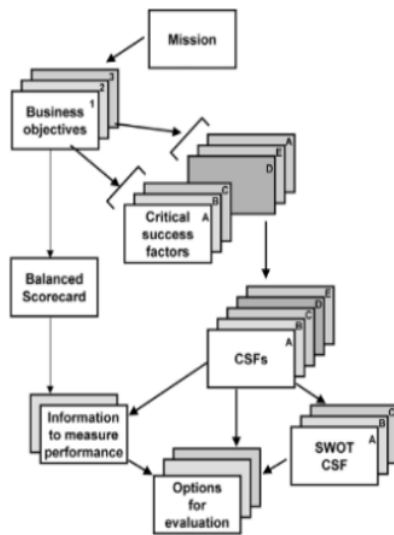 Mission
3
2
1
Business
objectives
A
E
D
C
B
A
Critical
success
factors
Balanced
Scorecard
E
D
C
B
A
CSFs
Information
to measure
performance
C
B
A
SWOT
CSF
Options
for
evaluation